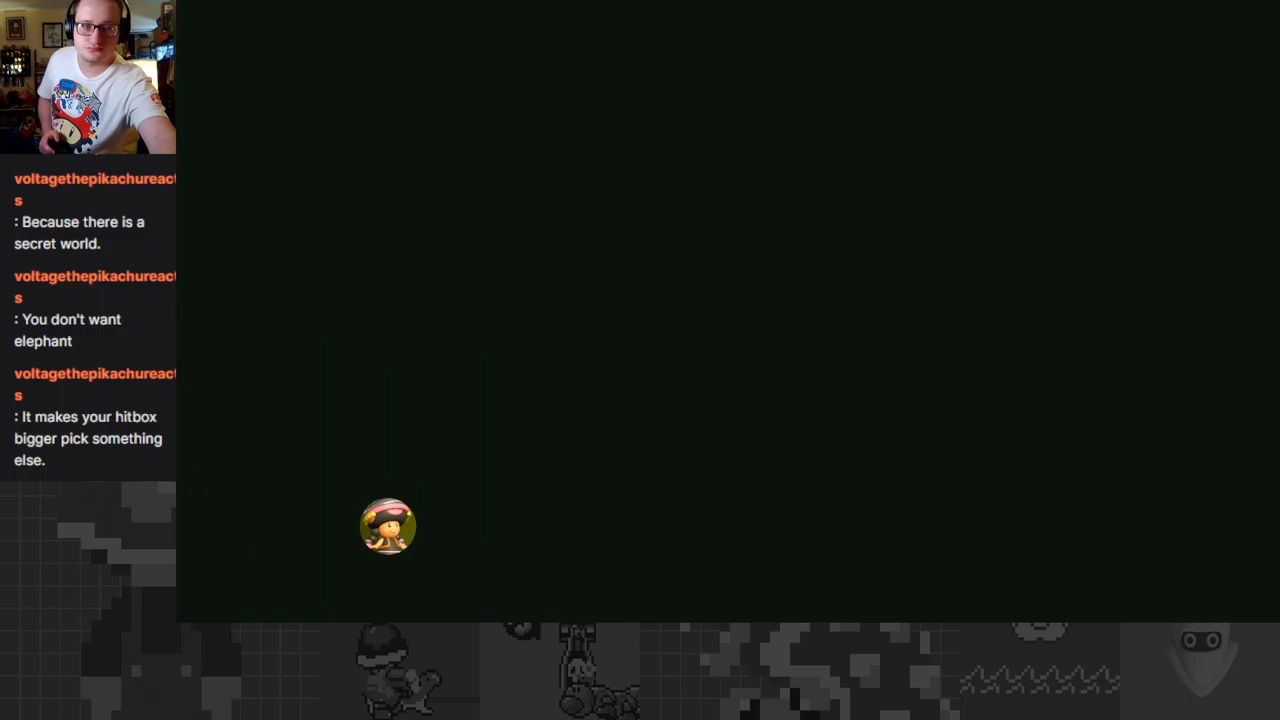 voltagethepikachureact
s
: Because there is a
secret world.
voltagethepikachureact
s
: You don't want
elephant
voltagethepikachureact
s
: It makes your hitbox
bigger pick something
else.